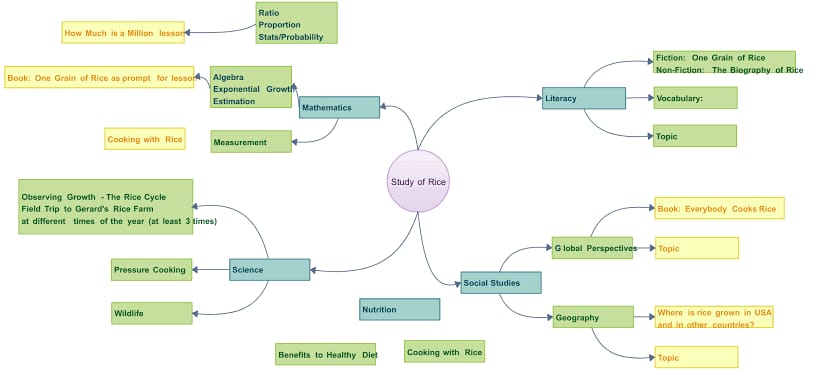 Ratio
Proportion
Stats/Probability
How Much is a Million lesson
Algebra
Exponential Growth
Estimation
Book: One Grain of Rice as prompt for lesson
Mathematics
Cooking with Rice
Measurement
Fiction: One Grain of Rice
Non-Fiction: The Biography of Rice
Literacy
Vocabulary:
Topic
Study of Rice
Observing Growth - The Rice Cycle
Field Trip to Gerard's Rice Farm
at different times of the year (at least 3 times)
Pressure Cooking
Science
Wildlife
Book: Everybody Cooks Rice
Global Perspectives
Topic
Social Studies
Nutrition
Geography
Where is rice grown in USA
and in other countries?
Topic
Benefits to Healthy Diet
Cooking with Rice